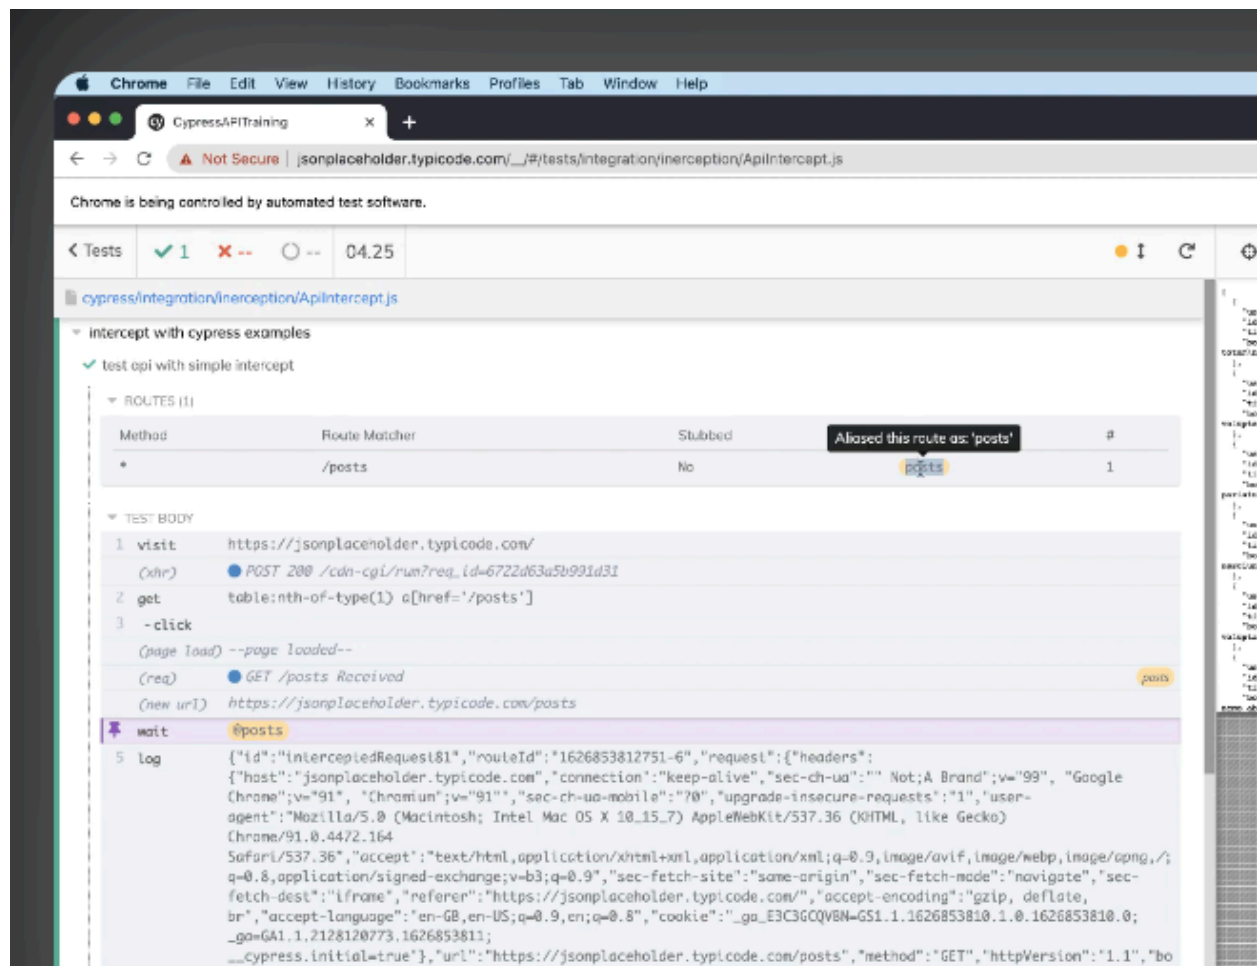 Chrome File Edit View History Bookmarks Profiles Tab Window Help
CypressAPITraining × +
Not Secure | jsonplaceholder.typicode.com/__/#/tests/integration/inerception/ApiIntercept.js
Chrome is being controlled by automated test software.
< Tests ✓ 1 ✗ -- -- 04.25
cypress/integration/inerception/ApiIntercept.js
intercept with cypress examples
test api with simple intercept
ROUTES (1)
Method Route Matcher Stubbed Aliased this route as: 'posts' #
* /posts No posts 1
TEST BODY
1 visit https://jsonplaceholder.typicode.com/
(xhr) POST 200 /cdn-cgi/rum?req_id=6722d63a5b991d31
2 get table:nth-of-type(1) a[href='/posts']
3 -click
(page load) --page loaded--
(req) GET /posts Received posts
(new url) https://jsonplaceholder.typicode.com/posts
wait @posts
5 log {"id":"interceptedRequest81","routeId":"1626853812751-6","request":{"headers":
{"host":"jsonplaceholder.typicode.com","connection":"keep-alive","sec-ch-ua":"" Not;A Brand";v="99", "Google
Chrome";v="91", "Chromium";v="91"","sec-ch-ua-mobile":"?0","upgrade-insecure-requests":"1","user-
agent":"Mozilla/5.0 (Macintosh; Intel Mac OS X 10_15_7) AppleWebKit/537.36 (KHTML, like Gecko)
Chrome/91.0.4472.164
Safari/537.36","accept":"text/html,application/xhtml+xml,application/xml;q=0.9,image/avif,image/webp,image/apng,/;
q=0.8,application/signed-exchange;v=b3;q=0.9","sec-fetch-site":"same-origin","sec-fetch-mode":"navigate","sec-
fetch-dest":"iframe","referer":"https://jsonplaceholder.typicode.com/","accept-encoding":"gzip, deflate,
br","accept-language":"en-GB,en-US;q=0.9,en;q=0.8","cookie":"_ga_E3C3GCQVBN=GS1.1.1626853810.1.0.1626853810.0;
_ga=GA1.1.2128120773.1626853811;
__cypress.initial=true"},"url":"https://jsonplaceholder.typicode.com/posts","method":"GET","httpVersion":"1.1","bo